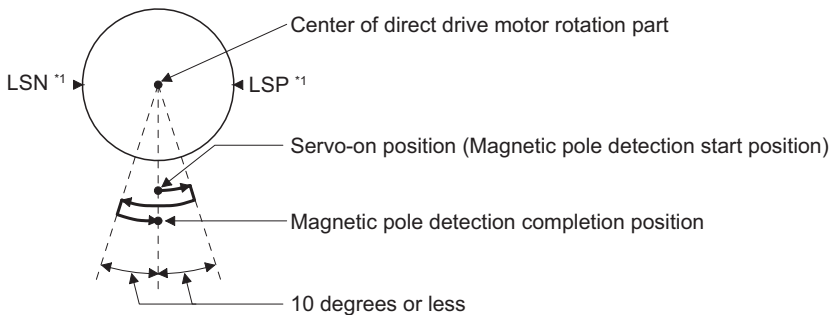 Center of direct drive motor rotation part
LSN *1
LSP *1
Servo-on position (Magnetic pole detection start position)
Magnetic pole detection completion position
10 degrees or less